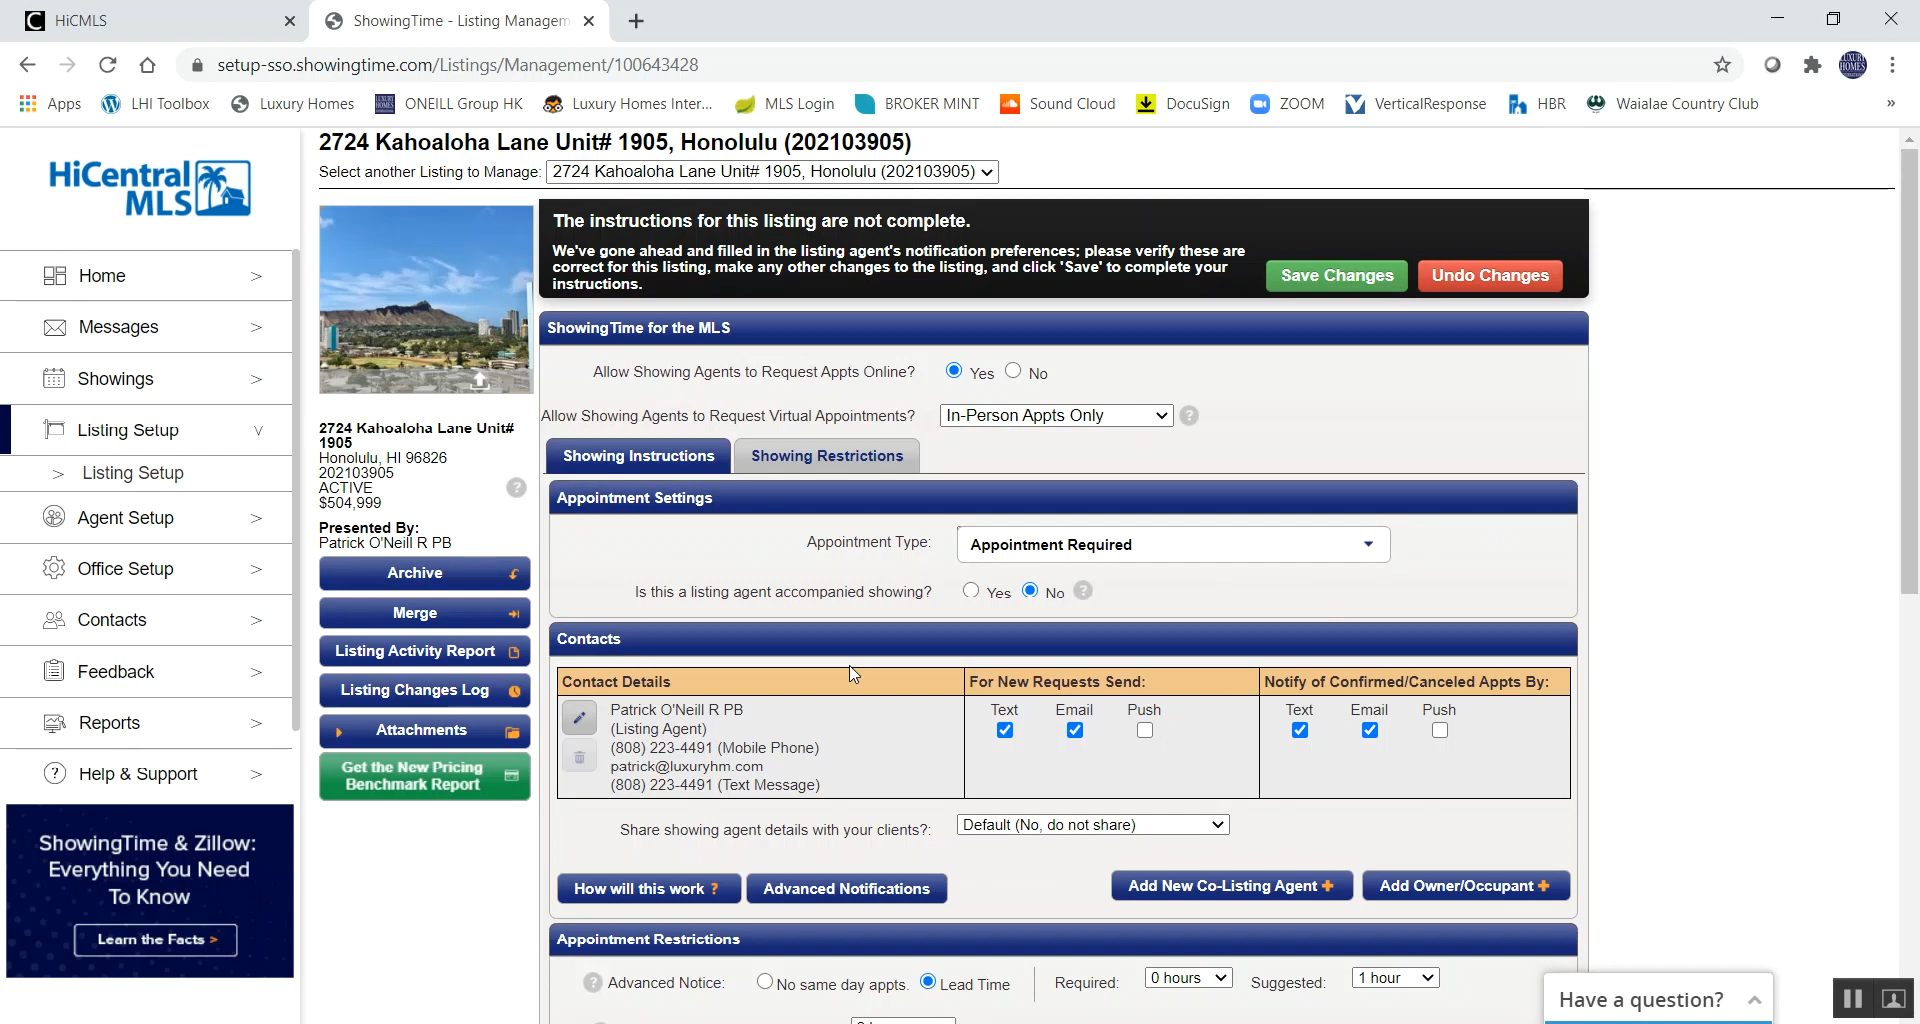 HiCMLS
ShowingTime - Listing Managem
setup-sso.showingtime.com/Listings/Management/100643428
Apps
LHI Toolbox
Luxury Homes
ONEILL Group HK
Luxury Homes Inter...
MLS Login
BROKER MINT
Sound Cloud
DocuSign
ZOOM
VerticalResponse
HBR
Waialae Country Club
»
HiCentral
MLS
Home >
Messages >
Showings >
Listing Setup v
> Listing Setup
Agent Setup >
Office Setup >
Contacts >
Feedback >
Reports >
Help & Support >
ShowingTime & Zillow:
Everything You Need
To Know
Learn the Facts >
2724 Kahoaloha Lane Unit# 1905, Honolulu (202103905)
Select another Listing to Manage: 2724 Kahoaloha Lane Unit# 1905, Honolulu (202103905)
2724 Kahoaloha Lane Unit#
1905
Honolulu, HI 96826
202103905
ACTIVE
$504,999
Presented By:
Patrick O'Neill R PB
Archive
Merge
Listing Activity Report
Listing Changes Log
Attachments
Get the New Pricing
Benchmark Report
The instructions for this listing are not complete.
We've gone ahead and filled in the listing agent's notification preferences; please verify these are
correct for this listing, make any other changes to the listing, and click 'Save' to complete your
instructions.
Save Changes
Undo Changes
ShowingTime for the MLS
Allow Showing Agents to Request Appts Online? Yes No
Allow Showing Agents to Request Virtual Appointments? In-Person Appts Only ?
Showing Instructions
Showing Restrictions
Appointment Settings
Appointment Type: Appointment Required
Is this a listing agent accompanied showing? Yes No ?
Contacts
Contact Details
For New Requests Send:
Notify of Confirmed/Canceled Appts By:
Patrick O'Neill R PB
(Listing Agent)
(808) 223-4491 (Mobile Phone)
patrick@luxuryhm.com
(808) 223-4491 (Text Message)
Text Email Push
Text Email Push
Share showing agent details with your clients?: Default (No, do not share)
How will this work ?
Advanced Notifications
Add New Co-Listing Agent +
Add Owner/Occupant +
Appointment Restrictions
? Advanced Notice: No same day appts. Lead Time Required: 0 hours Suggested: 1 hour
Have a question?